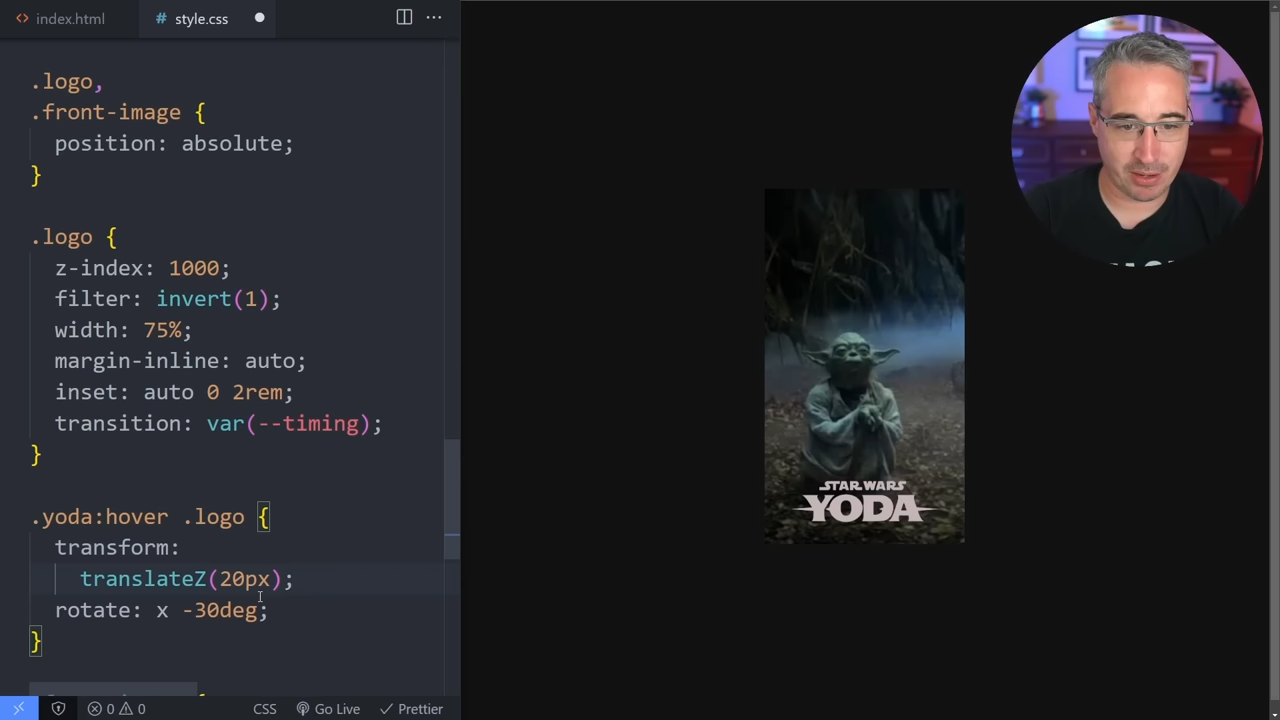 index.html
# style.css
.logo,
.front-image {
position: absolute;
}
.logo {
z-index: 1000;
filter: invert(1);
width: 75%;
margin-inline: auto;
inset: auto 0 2rem;
transition: var(--timing);
}
.yoda:hover .logo {
transform:
translateZ(20px);
rotate: x -30deg;
}
0 0
CSS
Go Live
Prettier
STAR WARS
YODA